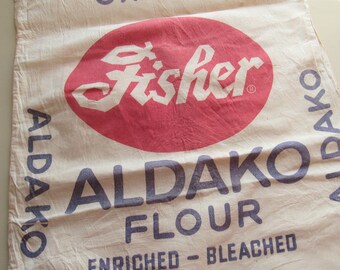 Fisher®
ALDAKO
FLOUR
ENRICHED - BLEACHED
ALDAKO
ALDAKO